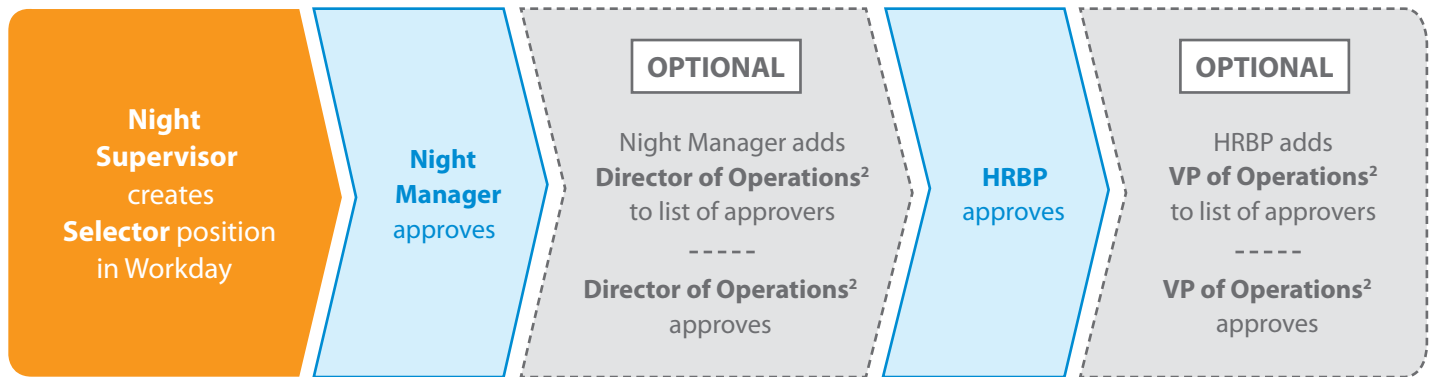 Night
Supervisor
creates
Selector position
in Workday
Night
Manager
approves
OPTIONAL
Night Manager adds
Director of Operations²
to list of approvers
Director of Operations²
approves
HRBP
approves
OPTIONAL
HRBP adds
VP of Operations²
to list of approvers
VP of Operations²
approves